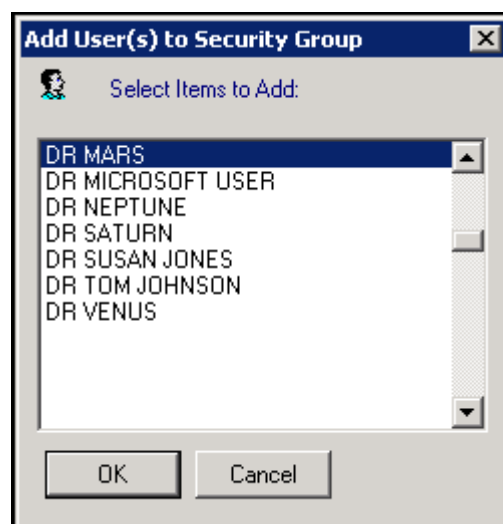 Add User(s) to Security Group
Select Items to Add:
DR MARS
DR MICROSOFT USER
DR NEPTUNE
DR SATURN
DR SUSAN JONES
DR TOM JOHNSON
DR VENUS
OK
Cancel